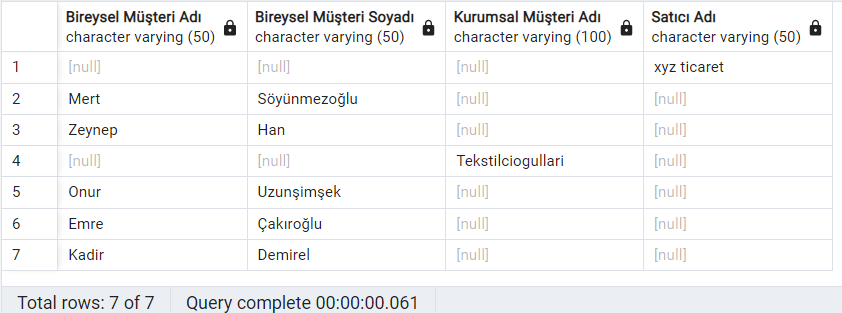 Bireysel Müşteri Adı Bireysel Müşteri Soyadı Kurumsal Müşteri Adı Satıcı Adı
character varying (50) character varying (50) character varying (100) character varying (50)
1 [null] [null] [null] xyz ticaret
2 Mert Söyünmezoğlu [null] [null]
3 Zeynep Han [null] [null]
4 [null] [null] Tekstilciogullari [null]
5 Onur Uzunşimşek [null] [null]
6 Emre Çakıroğlu [null] [null]
7 Kadir Demirel [null] [null]
Total rows: 7 of 7 Query complete 00:00:00.061